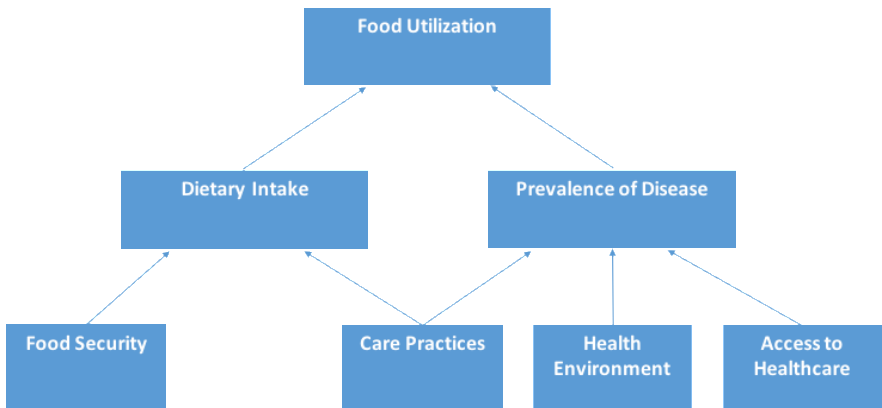 Food Utilization
Dietary Intake
Prevalence of Disease
Food Security
Care Practices
Health
Environment
Access to
Healthcare